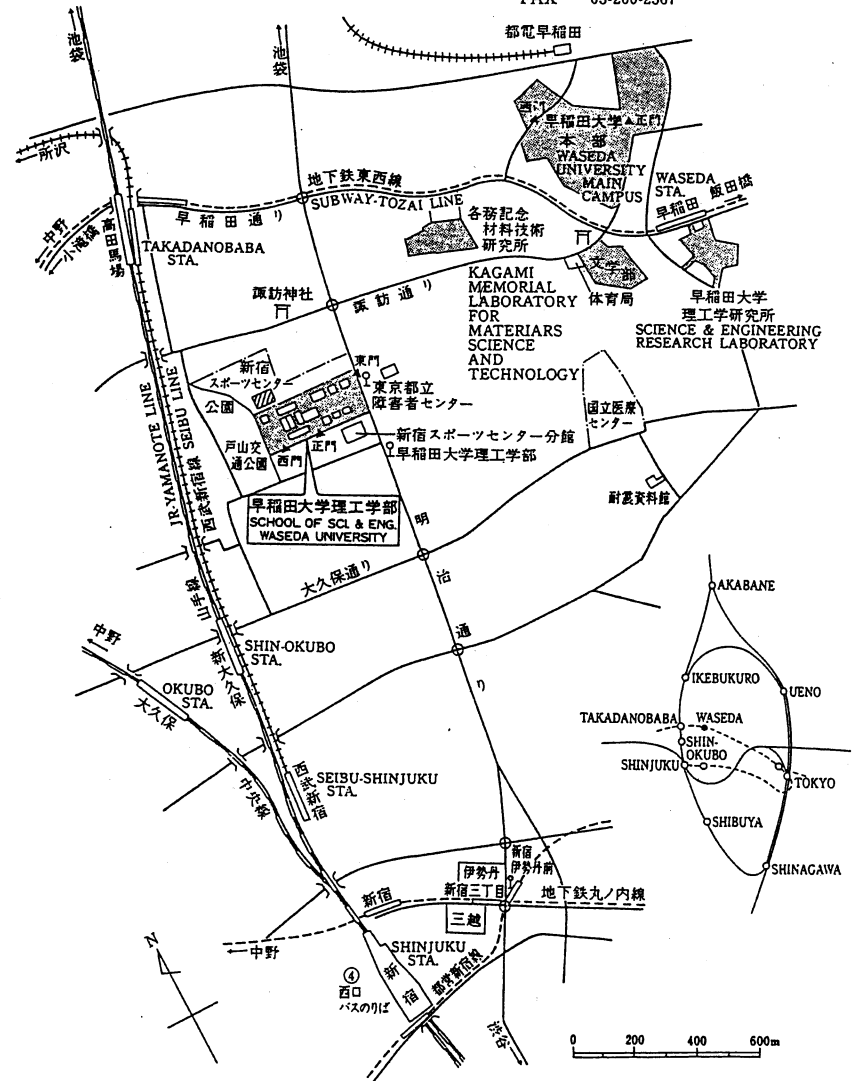 FAX 03-200-2567
池袋
池袋
都電早稲田
西門
早稲田大学
正門
本部
WASEDA
UNIVERSITY
MAIN
CAMPUS
所沢
地下鉄東西線
SUBWAY-TOZAI LINE
WASEDA
STA.
飯田橋
早稲田
早稲田通り
中野
小滝橋
高田馬場
TAKADANOBABA
STA.
各務記念
材料技術
研究所
KAGAMI
MEMORIAL
LABORATORY
FOR
MATERIARS
SCIENCE
AND
TECHNOLOGY
文学部
体育局
早稲田大学
理工学研究所
SCIENCE & ENGINEERING
RESEARCH LABORATORY
諏訪神社
諏訪通り
新宿
スポーツセンター
公園
東門
東京都立
障害者センター
国立医療
センター
戸山交
通公園
西門
正門
新宿スポーツセンター分館
早稲田大学理工学部
早稲田大学理工学部
SCHOOL OF SCI. & ENG.
WASEDA UNIVERSITY
耐震資料館
JR-YAMANOTE LINE
西武新宿線 SEIBU LINE
山手線
大久保通り
明治通り
中野
SHIN-OKUBO
STA.
新大久保
OKUBO
STA.
大久保
中央線
西武新宿
SEIBU-SHINJUKU
STA.
新宿
伊勢丹前
伊勢丹
新宿三丁目
地下鉄丸ノ内線
三越
新宿
中野
SHINJUKU
STA.
新宿
都営新宿線
④
西口
バスのりば
渋谷
N
AKABANE
IKEBUKURO
UENO
TAKADANOBABA
WASEDA
SHIN-
OKUBO
SHINJUKU
TOKYO
SHIBUYA
SHINAGAWA
0 200 400 600m